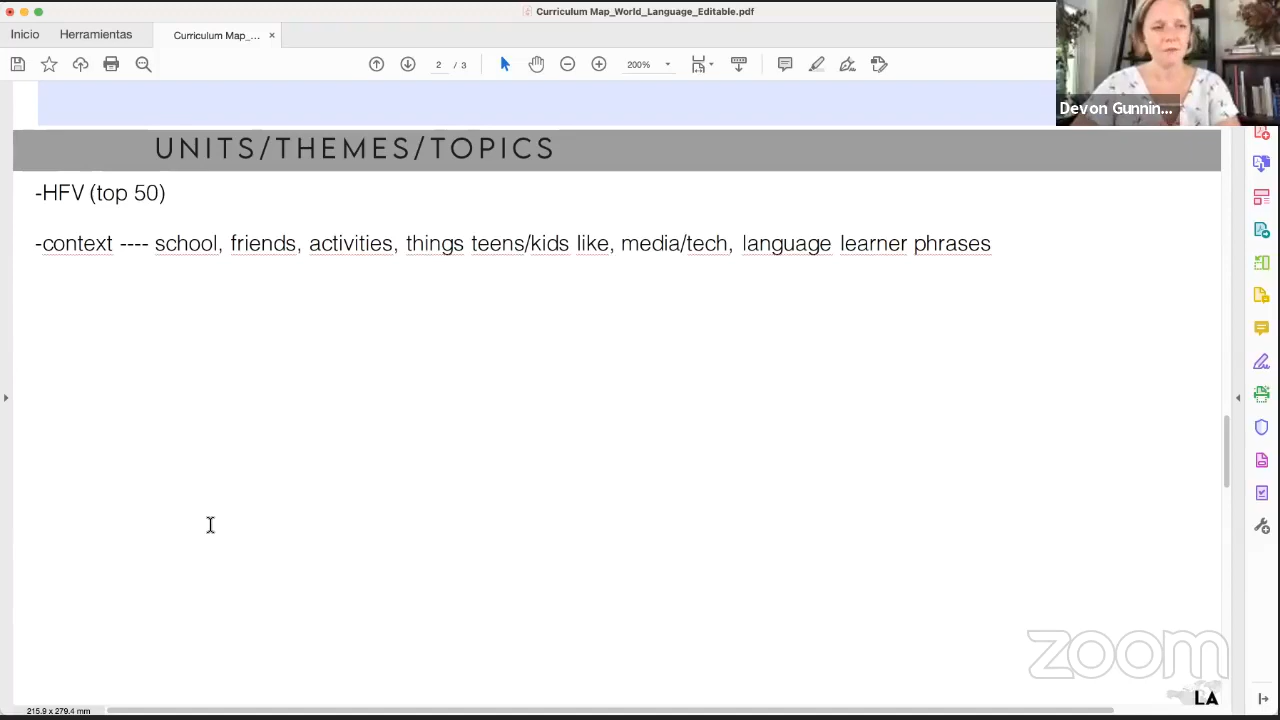 Curriculum Map_World_Language_Editable.pdf
Inicio
Herramientas
Curriculum Map_...
2 / 3
200%
Devon Gunnin...
UNITS/THEMES/TOPICS
-HFV (top 50)
-context ---- school, friends, activities, things teens/kids like, media/tech, language learner phrases
zoom
LA
215.9 x 279.4 mm